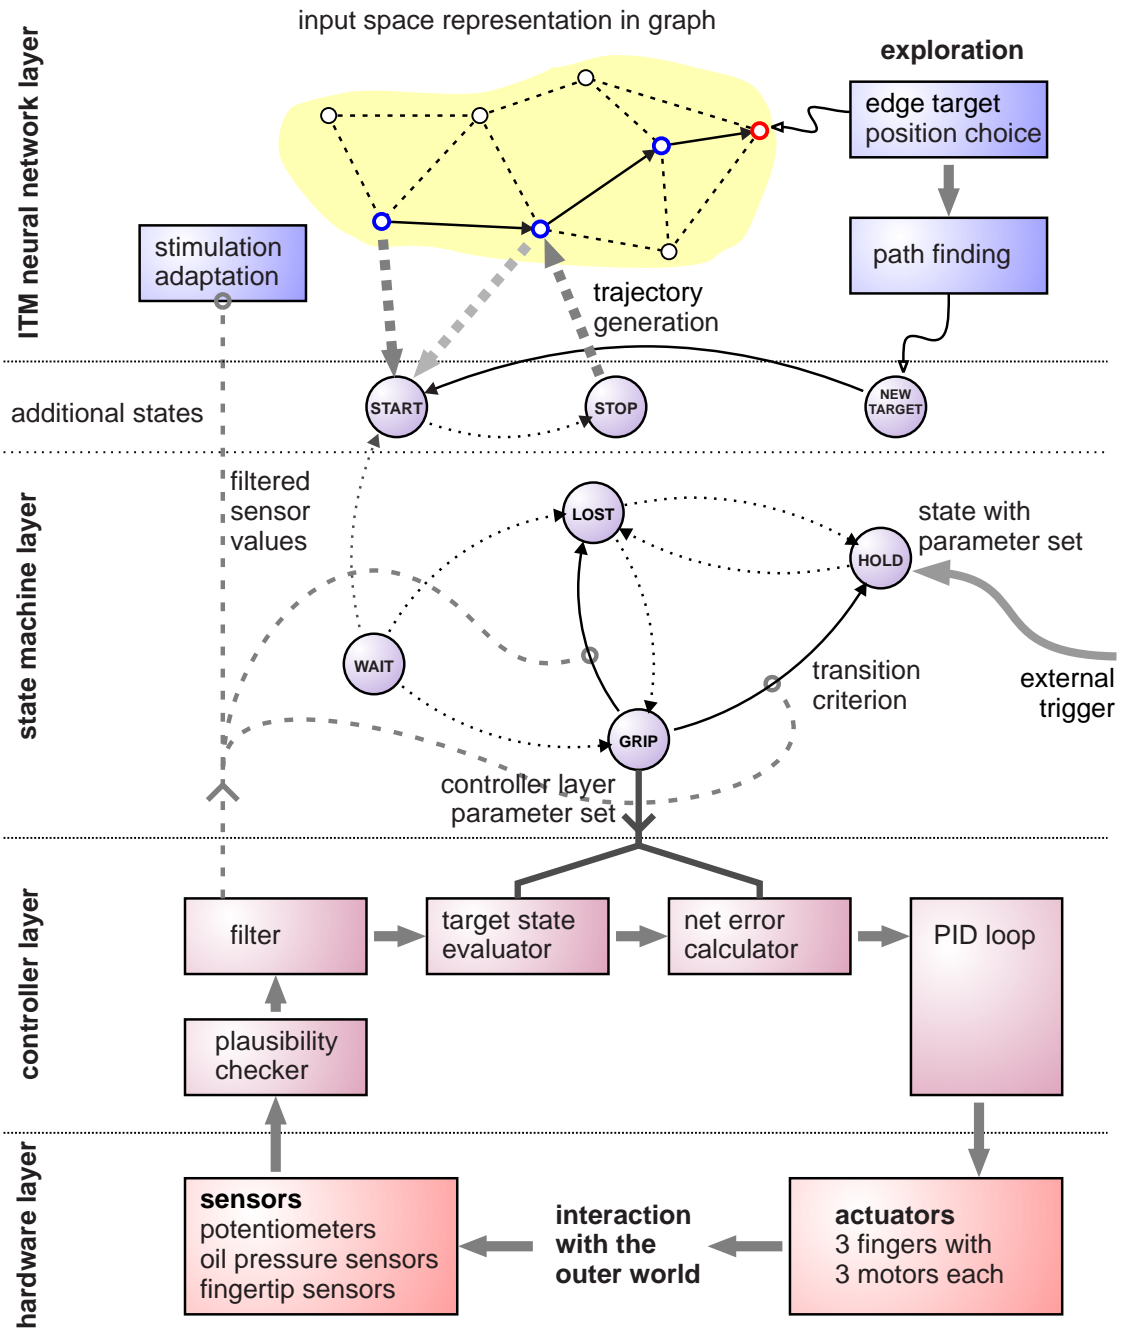 input space representation in graph
exploration
edge target
position choice
path finding
stimulation
adaptation
trajectory
generation
ITM neural network layer
additional states
START
STOP
NEW
TARGET
filtered
sensor
values
LOST
HOLD
state with
parameter set
WAIT
GRIP
transition
criterion
external
trigger
controller layer
parameter set
state machine layer
filter
target state
evaluator
net error
calculator
PID loop
plausibility
checker
controller layer
sensors
potentiometers
oil pressure sensors
fingertip sensors
interaction
with the
outer world
actuators
3 fingers with
3 motors each
hardware layer